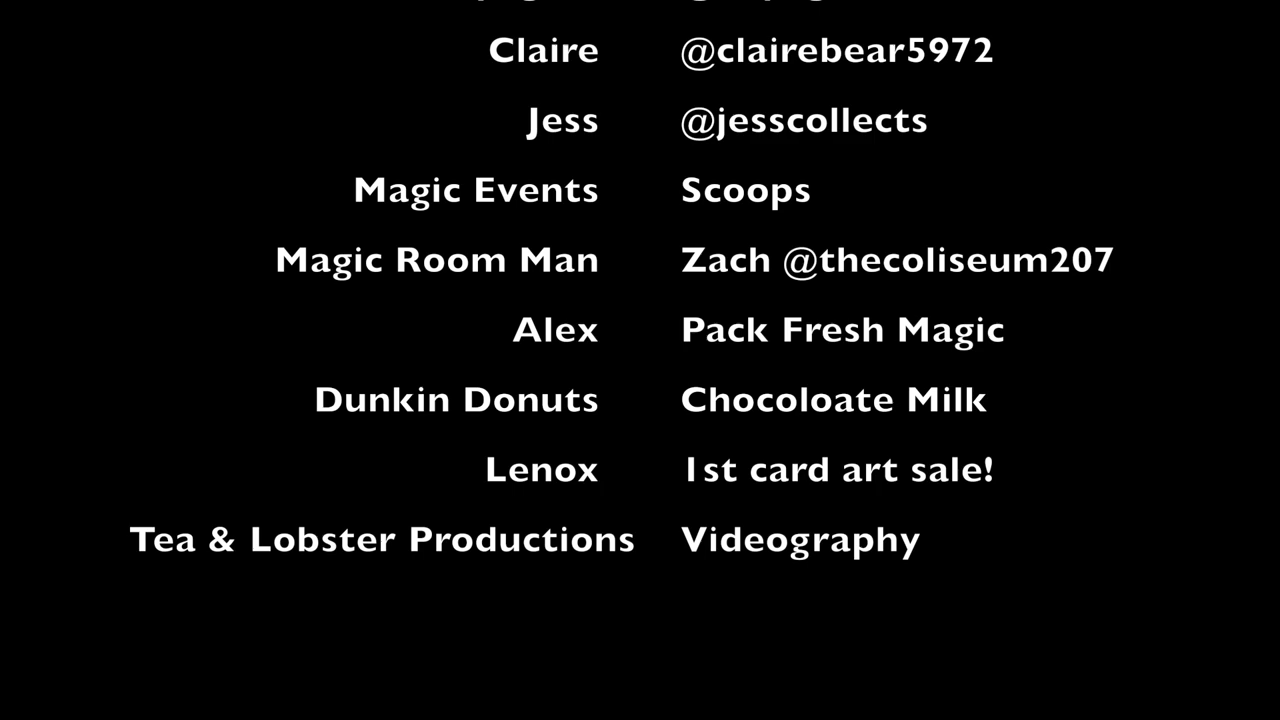 Claire @clairebear5972
Jess @jesscollects
Magic Events Scoops
Magic Room Man Zach @thecoliseum207
Alex Pack Fresh Magic
Dunkin Donuts Chocoloate Milk
Lenox 1st card art sale!
Tea & Lobster Productions Videography